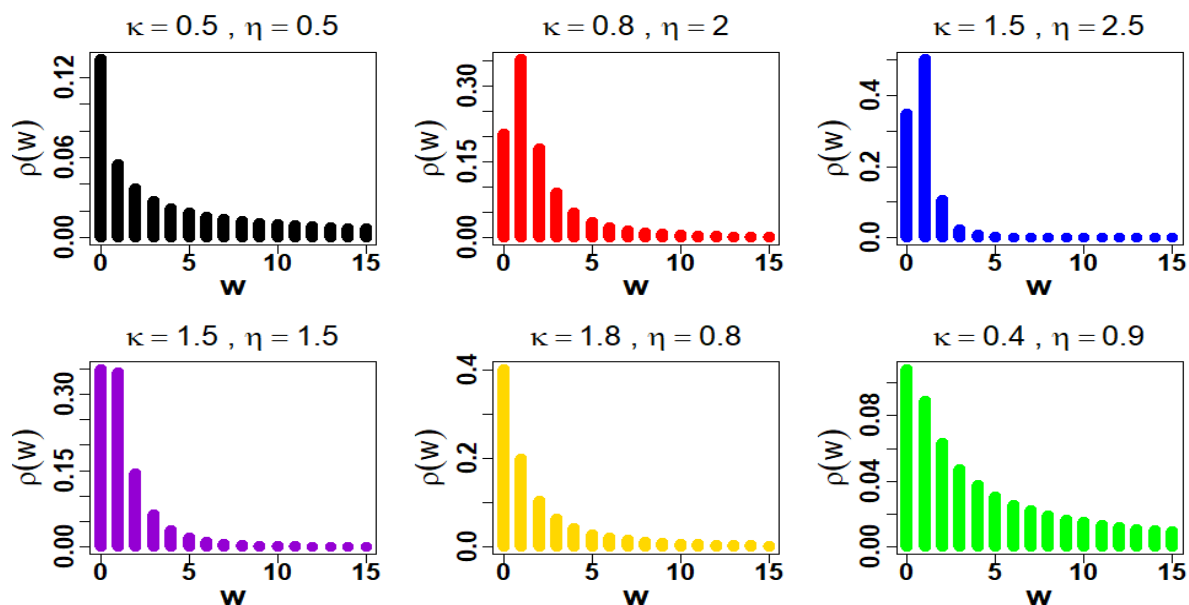 κ = 0.5 , η = 0.5
ρ(w)
0.12
0.06
0.00
0 5 10 15
w
κ = 0.8 , η = 2
ρ(w)
0.30
0.15
0.00
0 5 10 15
w
κ = 1.5 , η = 2.5
ρ(w)
0.4
0.2
0.0
0 5 10 15
w
κ = 1.5 , η = 1.5
ρ(w)
0.30
0.15
0.00
0 5 10 15
w
κ = 1.8 , η = 0.8
ρ(w)
0.4
0.2
0.0
0 5 10 15
w
κ = 0.4 , η = 0.9
ρ(w)
0.08
0.04
0.00
0 5 10 15
w